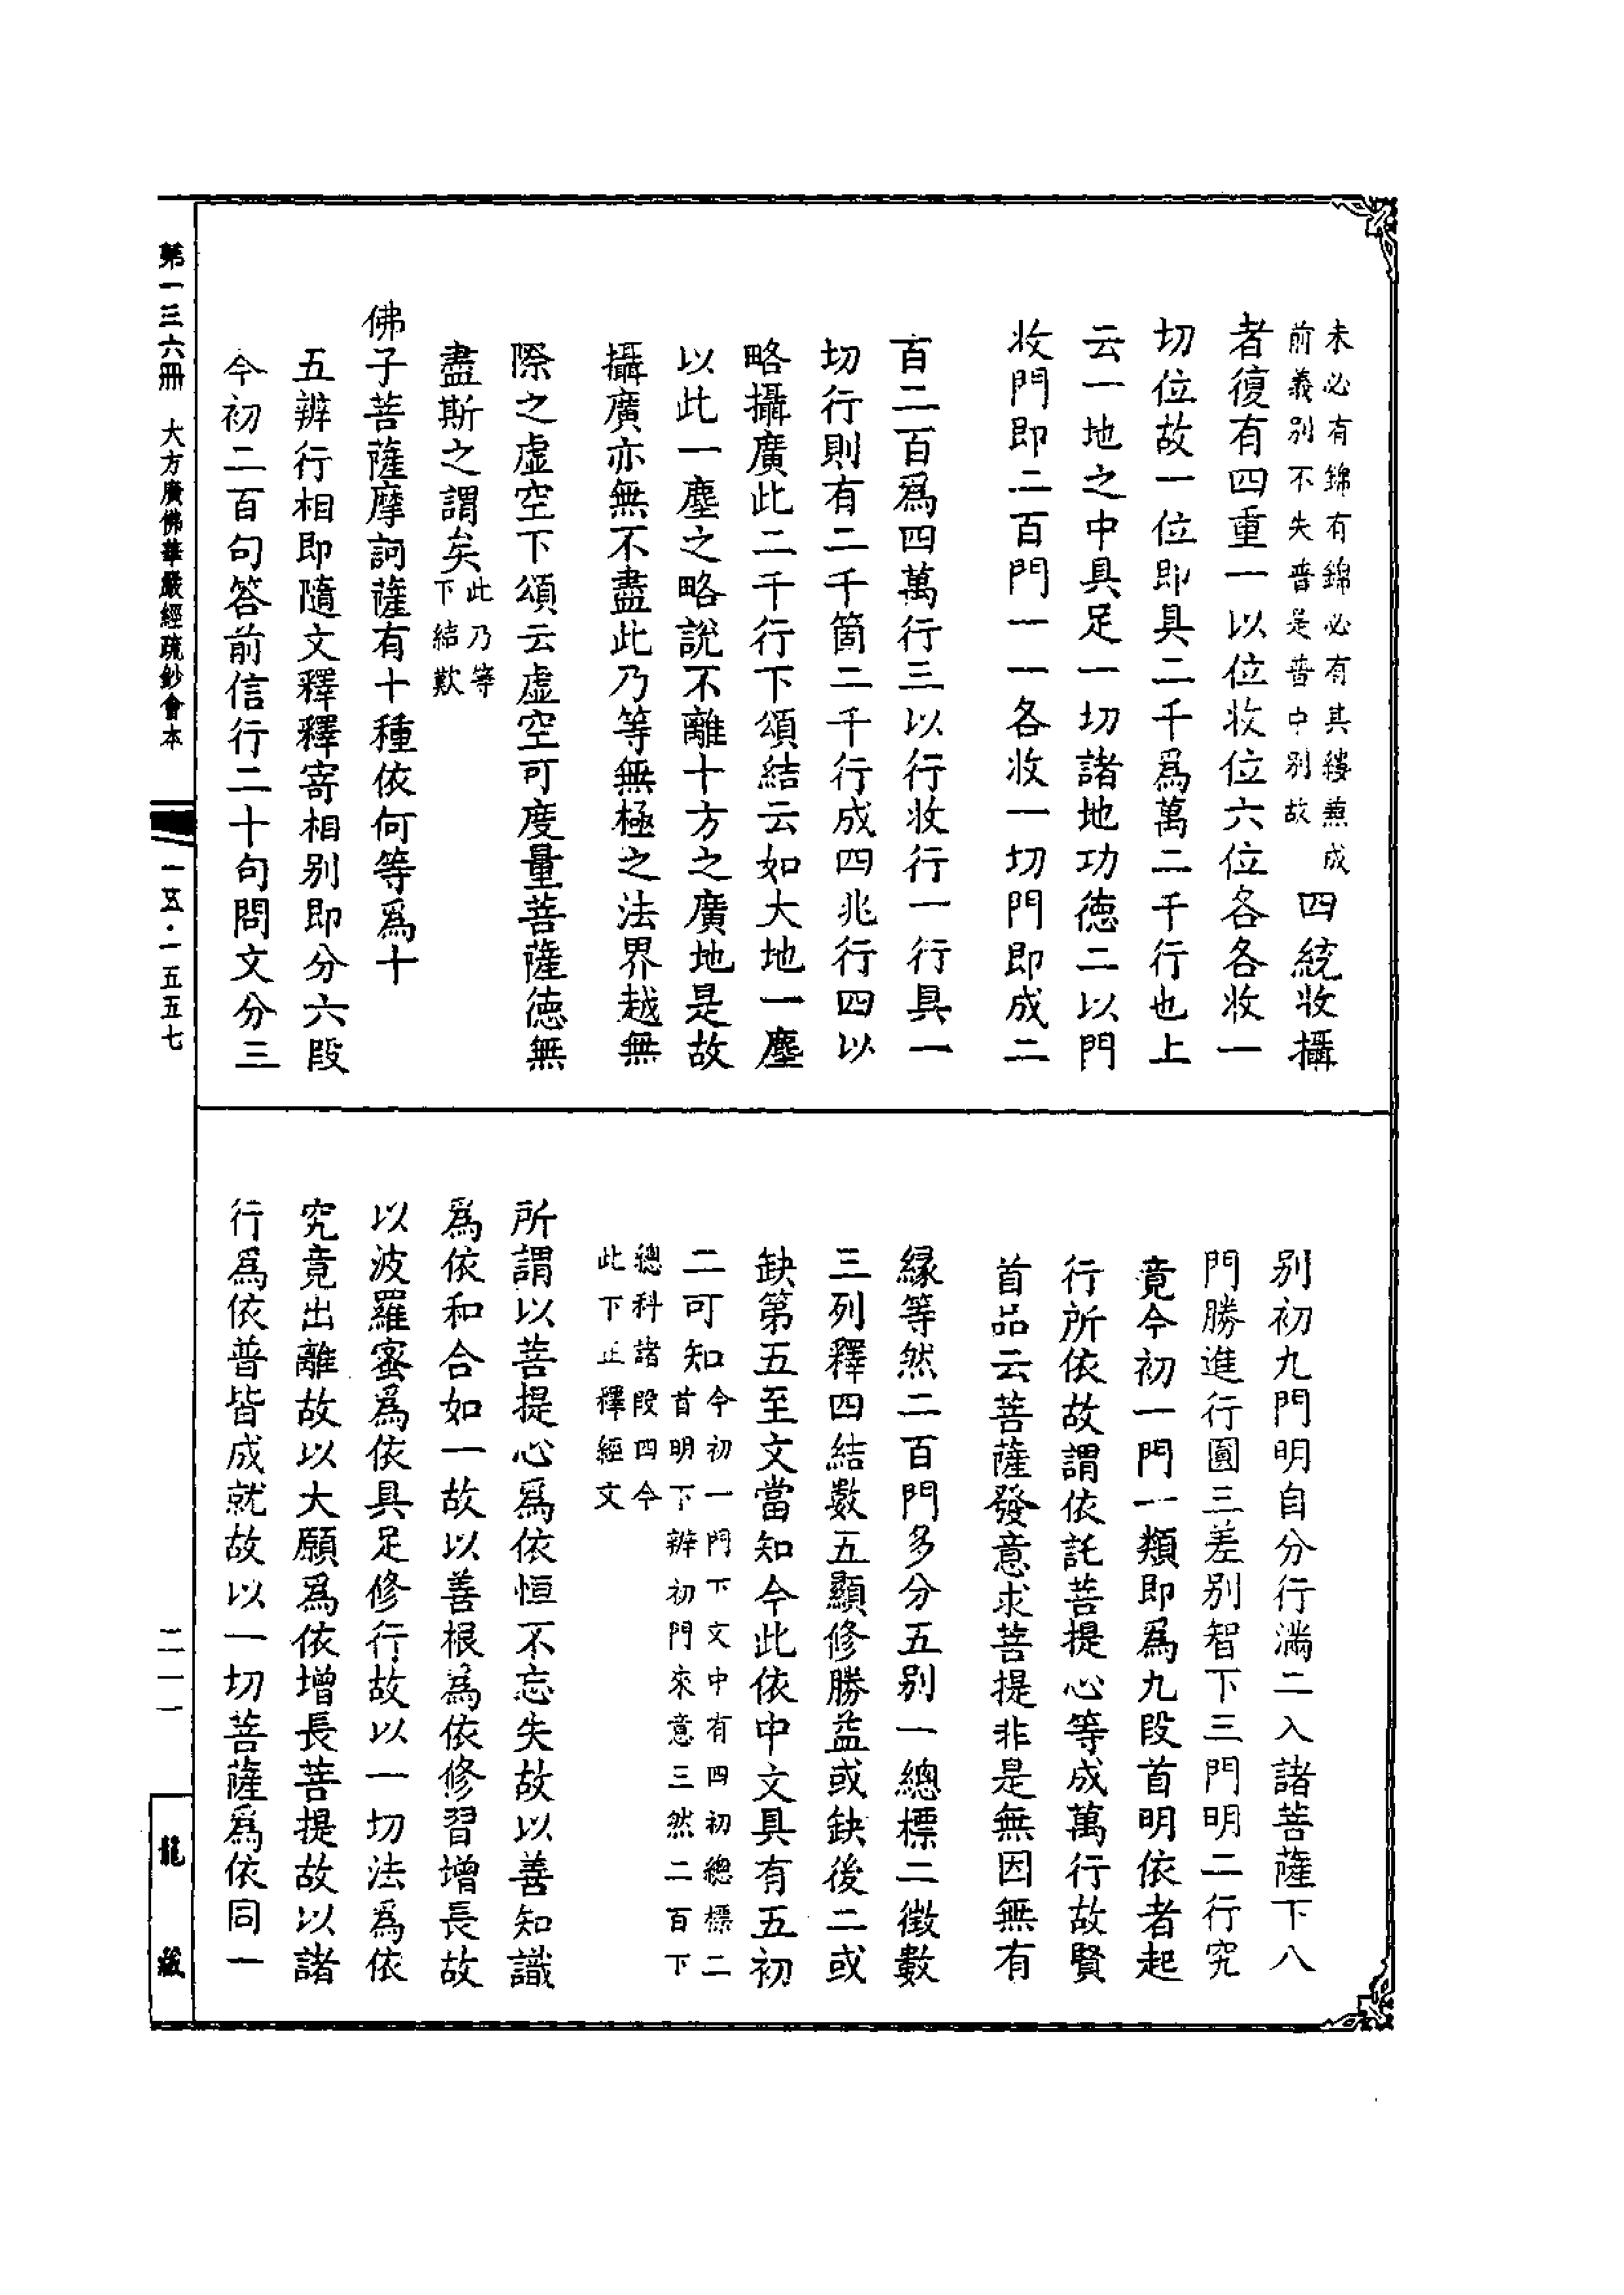 未必有錦有錦必有其縷兼成
前義别不失普是普中别故
四統收攝
者復有四重一以位收位六位各各收一
切位故一位即具二千爲萬二千行也上
云一地之中具足一切諸地功徳二以門
收門即二百門一一各收一切門即成二
百二百爲四萬行三以行收行一行具一
切行則有二千箇二千行成四兆行四以
略攝廣此二千行下頌結云如大地一塵
以此一塵之略說不離十方之廣地是故
攝廣亦無不盡此乃等無極之法界越無
際之虚空下頌云虚空可度量菩薩徳無
盡斯之謂矣
此乃等
下結歎
佛子菩薩摩訶薩有十種依何等爲十
五辨行相即隨文釋釋寄相别即分六段
今初二百句答前信行二十句問文分三
别初九門明自分行滿二入諸菩薩下八
門勝進行圓三差别智下三門明二行究
竟今初一門一類即爲九段首明依者起
行所依故謂依託菩提心等成萬行故賢
首品云菩薩發意求菩提非是無因無有
縁等然二百門多分五别一總標二徴數
三列釋四結數五顯修勝益或缺後二或
缺第五至文當知今此依中文具有五初
二可知
今初一門下文中有四初總標二
首明下辨初門來意三然二百下
總科諸段四今
此下正釋經文
所謂以菩提心爲依恒不忘失故以善知識
爲依和合如一故以善根爲依修習增長故
以波羅蜜爲依具足修行故以一切法爲依
究竟出離故以大願爲依增長菩提故以諸
行爲依普皆成就故以一切菩薩爲依同一
第一三六冊 大方廣佛華嚴經疏鈔會本 一五·一五五七
二一一
龍藏